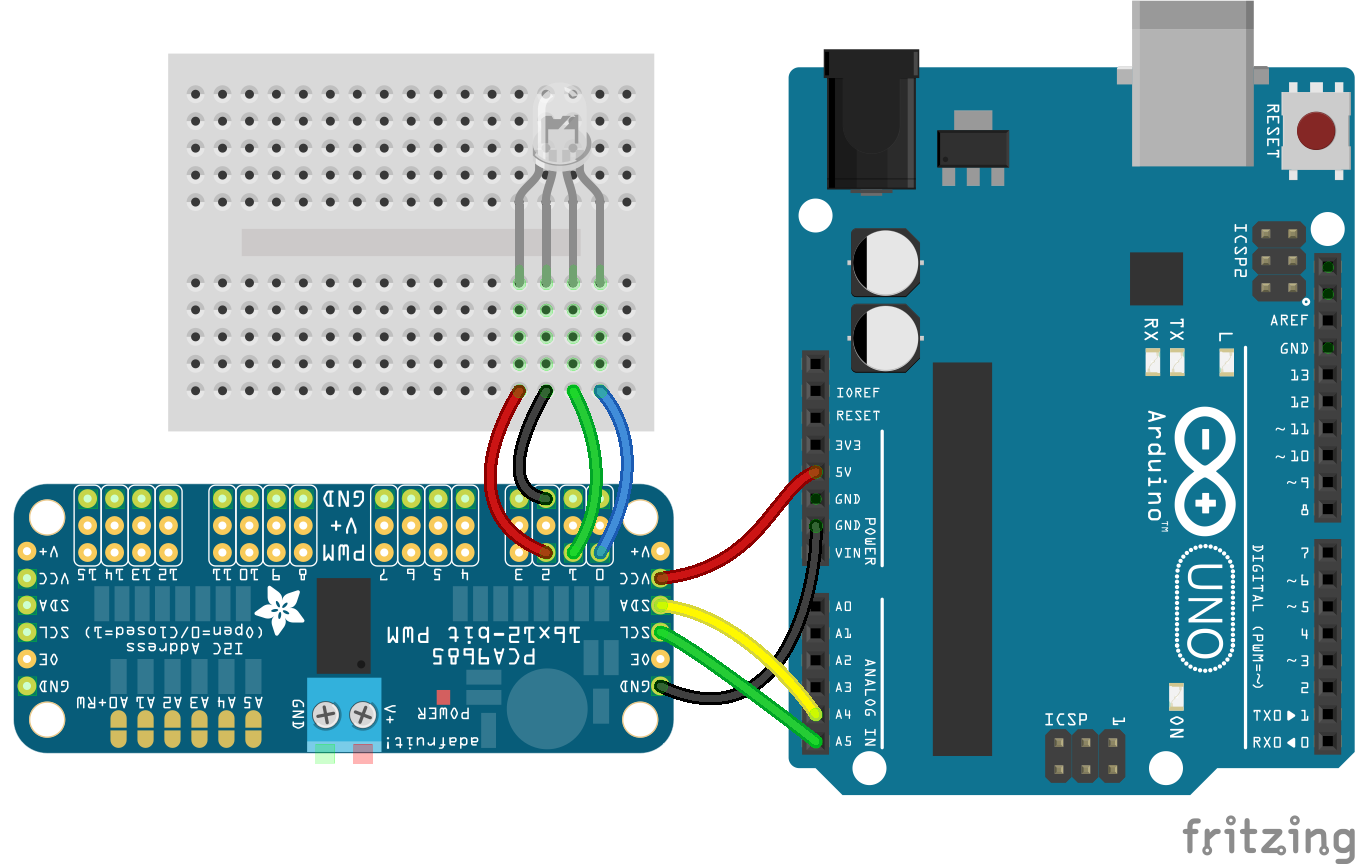 RESET
ICSP2
AREF
GND
13
12
~11
~10
~9
8
7
~6
~5
4
~3
2
TX0 1
RX0 0
RX
TX
L
Arduino™
UNO
DIGITAL (PWM=~)
ON
ICSP
1
IOREF
RESET
3V3
5V
GND
GND
VIN
POWER
A0
A1
A2
A3
A4
A5
ANALOG IN
GND
V+
PWM
15 14 13 12
11 10 9 8
7 6 5 4
3 2 1 0
V+
VCC
SDA
SCL
OE
GND
V+
VCC
SDA
SCL
OE
GND
16x12-bit PWM
PCA9685
I2C Address
(Open=0/Closed=1)
A5 A4 A3 A2 A1 A0 RW+
GND
V+
POWER
adafruit!
fritzing